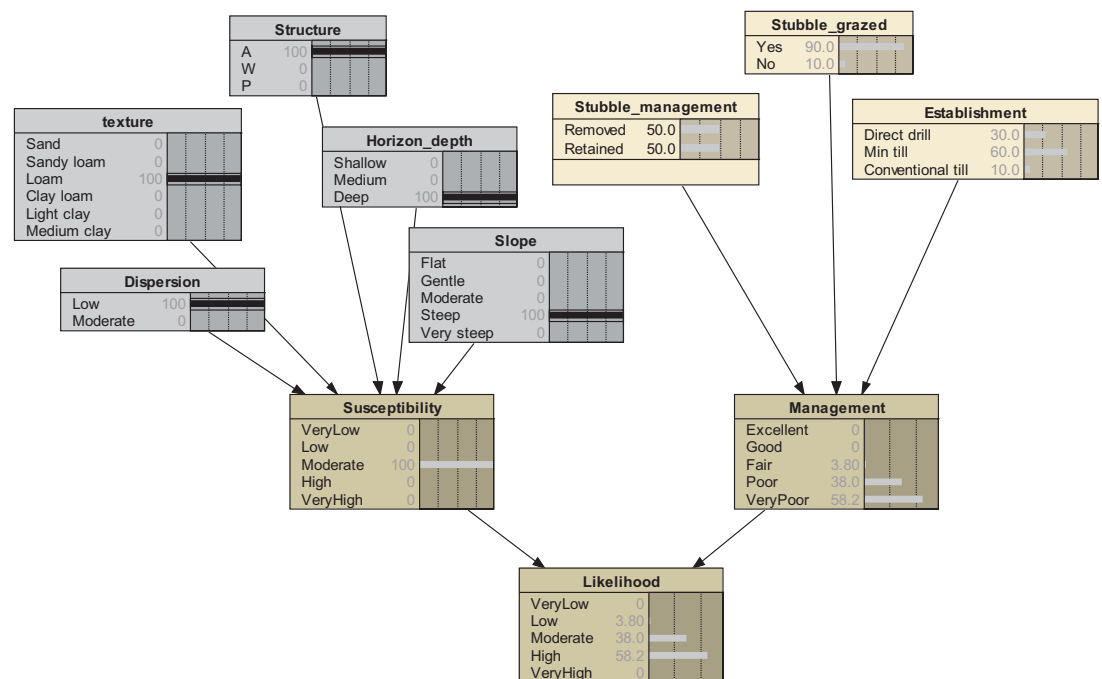 Structure
A 100
W 0
P 0
Stubble_grazed
Yes 90.0
No 10.0
texture
Sand 0
Sandy loam 0
Loam 100
Clay loam 0
Light clay 0
Medium clay 0
Horizon_depth
Shallow 0
Medium 0
Deep 100
Stubble_management
Removed 50.0
Retained 50.0
Establishment
Direct drill 30.0
Min till 60.0
Conventional till 10.0
Dispersion
Low 100
Moderate 0
Slope
Flat 0
Gentle 0
Moderate 0
Steep 100
Very steep 0
Susceptibility
VeryLow 0
Low 0
Moderate 100
High 0
VeryHigh 0
Management
Excellent 0
Good 0
Fair 3.80
Poor 38.0
VeryPoor 58.2
Likelihood
VeryLow 0
Low 3.80
Moderate 38.0
High 58.2
VeryHigh 0